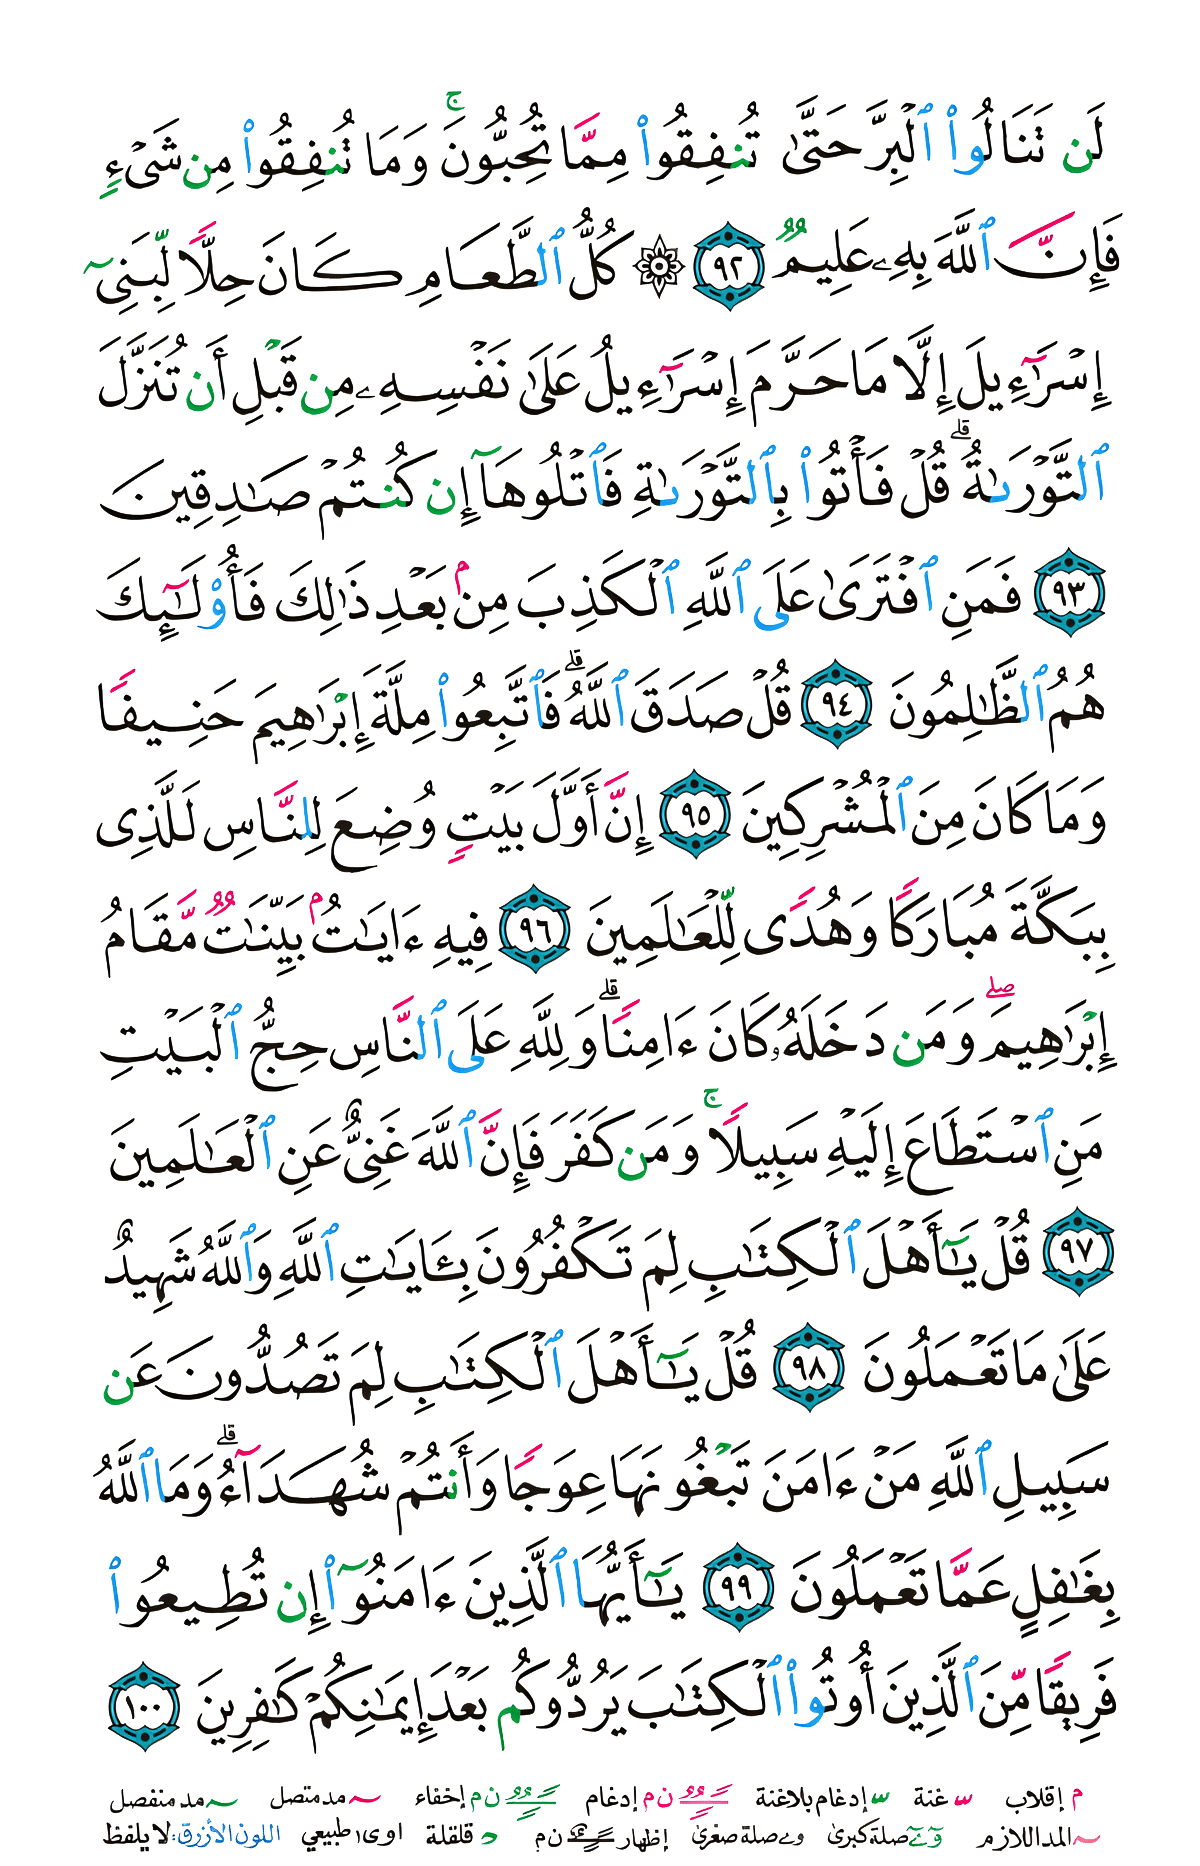 لَن تَنَالُوا۟ ٱلْبِرَّ حَتَّىٰ تُنفِقُوا۟ مِمَّا تُحِبُّونَ ۚ وَمَا تُنفِقُوا۟ مِن شَىْءٍ
فَإِنَّ ٱللَّهَ بِهِۦ عَلِيمٌ ٩٢ ۞ كُلُّ ٱلطَّعَامِ كَانَ حِلًّا لِّبَنِىٓ
إِسْرَٰٓءِيلَ إِلَّا مَا حَرَّمَ إِسْرَٰٓءِيلُ عَلَىٰ نَفْسِهِۦ مِن قَبْلِ أَن تُنَزَّلَ
ٱلتَّوْرَىٰةُ ۗ قُلْ فَأْتُوا۟ بِٱلتَّوْرَىٰةِ فَٱتْلُوهَآ إِن كُنتُمْ صَـٰدِقِينَ
٩٣ فَمَنِ ٱفْتَرَىٰ عَلَى ٱللَّهِ ٱلْكَذِبَ مِنۢ بَعْدِ ذَٰلِكَ فَأُو۟لَـٰٓئِكَ
هُمُ ٱلظَّـٰلِمُونَ ٩٤ قُلْ صَدَقَ ٱللَّهُ ۗ فَٱتَّبِعُوا۟ مِلَّةَ إِبْرَٰهِيمَ حَنِيفًا
وَمَا كَانَ مِنَ ٱلْمُشْرِكِينَ ٩٥ إِنَّ أَوَّلَ بَيْتٍ وُضِعَ لِلنَّاسِ لَلَّذِى
بِبَكَّةَ مُبَارَكًا وَهُدًى لِّلْعَـٰلَمِينَ ٩٦ فِيهِ ءَايَـٰتٌۢ بَيِّنَـٰتٌ مَّقَامُ
إِبْرَٰهِيمَ ۖ وَمَن دَخَلَهُۥ كَانَ ءَامِنًا ۗ وَلِلَّهِ عَلَى ٱلنَّاسِ حِجُّ ٱلْبَيْتِ
مَنِ ٱسْتَطَاعَ إِلَيْهِ سَبِيلًا ۚ وَمَن كَفَرَ فَإِنَّ ٱللَّهَ غَنِىٌّ عَنِ ٱلْعَـٰلَمِينَ
٩٧ قُلْ يَـٰٓأَهْلَ ٱلْكِتَـٰبِ لِمَ تَكْفُرُونَ بِـَٔايَـٰتِ ٱللَّهِ وَٱللَّهُ شَهِيدٌ
عَلَىٰ مَا تَعْمَلُونَ ٩٨ قُلْ يَـٰٓأَهْلَ ٱلْكِتَـٰبِ لِمَ تَصُدُّونَ عَن
سَبِيلِ ٱللَّهِ مَنْ ءَامَنَ تَبْغُونَهَا عِوَجًا وَأَنتُمْ شُهَدَآءُ ۗ وَمَا ٱللَّهُ
بِغَـٰفِلٍ عَمَّا تَعْمَلُونَ ٩٩ يَـٰٓأَيُّهَا ٱلَّذِينَ ءَامَنُوٓا۟ إِن تُطِيعُوا۟
فَرِيقًا مِّنَ ٱلَّذِينَ أُوتُوا۟ ٱلْكِتَـٰبَ يَرُدُّوكُم بَعْدَ إِيمَـٰنِكُمْ كَـٰفِرِينَ ١٠٠
م إقلاب غنة إدغام بلاغنة ن م إدغام ن م إخفاء مد متصل مد منفصل
المد اللازم صلة كبرى و ے صلة صغرى إظهار ن م قلقلة ا و ى طبيعي اللون الأزرق: لا يلفظ